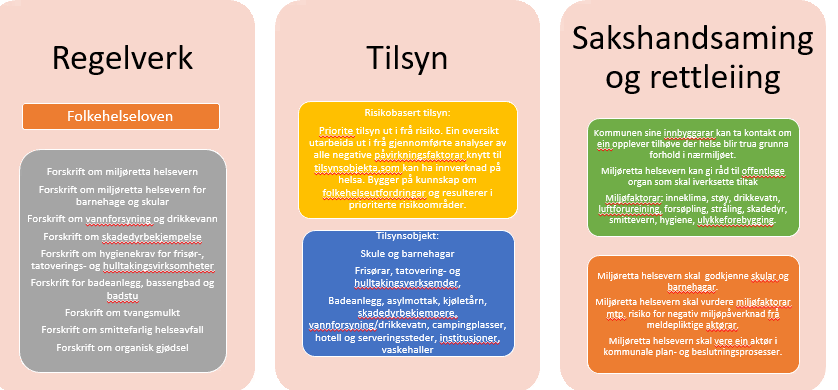 Regelverk
Folkehelseloven
Forskrift om miljøretta helsevern
Forskrift om miljøretta helsevern for
barnehage og skular
Forskrift om vannforsyning og drikkevann
Forskrift om skadedyrbekjempelse
Forskrift om hygienekrav for frisør-,
tatoverings- og hulltakingsvirksomheter
Forskrift for badeanlegg, bassengbad og
badstu
Forskrift om tvangsmulkt
Forskrift om smittefarlig helseavfall
Forskrift om organisk gjødsel
Tilsyn
Risikobasert tilsyn:
Priorite tilsyn ut i frå risiko. Ein oversikt
utarbeida ut i frå gjennomførte analyser av
alle negative påvirkningsfaktorar knytt til
tilsynsobjekta,som kan ha innverknad på
helsa. Bygger på kunnskap om
folkehelseutfordringar og resulterer i
prioriterte risikoområder.
Tilsynsobjekt:
Skule og barnehagar
Frisørar, tatovering- og
hulltakingsverksemder,
Badeanlegg, asylmottak, kjøletårn,
skadedyrbekjempere,
vannforsyning/drikkevatn, campingplasser,
hotell og serveringssteder, institusjoner,
vaskehaller
Sakshandsaming
og rettleiing
Kommunen sine innbyggarar kan ta kontakt om
ein opplever tilhøve der helse blir trua grunna
forhold i nærmiljøet.
Miljøretta helsevern kan gi råd til offentlege
organ som skal iverksette tiltak
Miljøfaktorar: inneklima, støy, drikkevatn,
luftforureining, forsøpling, stråling, skadedyr,
smittevern, hygiene, ulykkeforebygging.
Miljøretta helsevern skal  godkjenne skular og
barnehagar.
Miljøretta helsevern skal vurdere miljøfaktorar
mtp. risiko for negativ miljøpåverknad frå
meldepliktige aktørar.
Miljøretta helsevern skal vere ein aktør i
kommunale plan- og beslutningsprosesser.